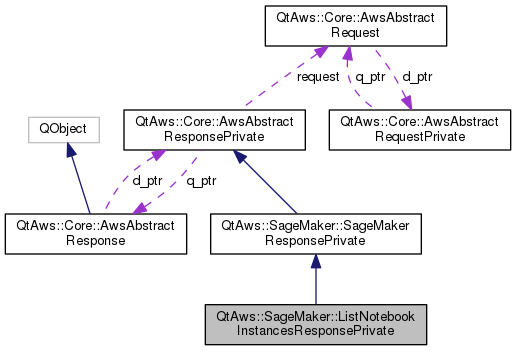 QtAws::Core::AwsAbstract
Request
request
q_ptr
d_ptr
QObject
QtAws::Core::AwsAbstract
ResponsePrivate
QtAws::Core::AwsAbstract
RequestPrivate
d_ptr
q_ptr
QtAws::Core::AwsAbstract
Response
QtAws::SageMaker::SageMaker
ResponsePrivate
QtAws::SageMaker::ListNotebook
InstancesResponsePrivate